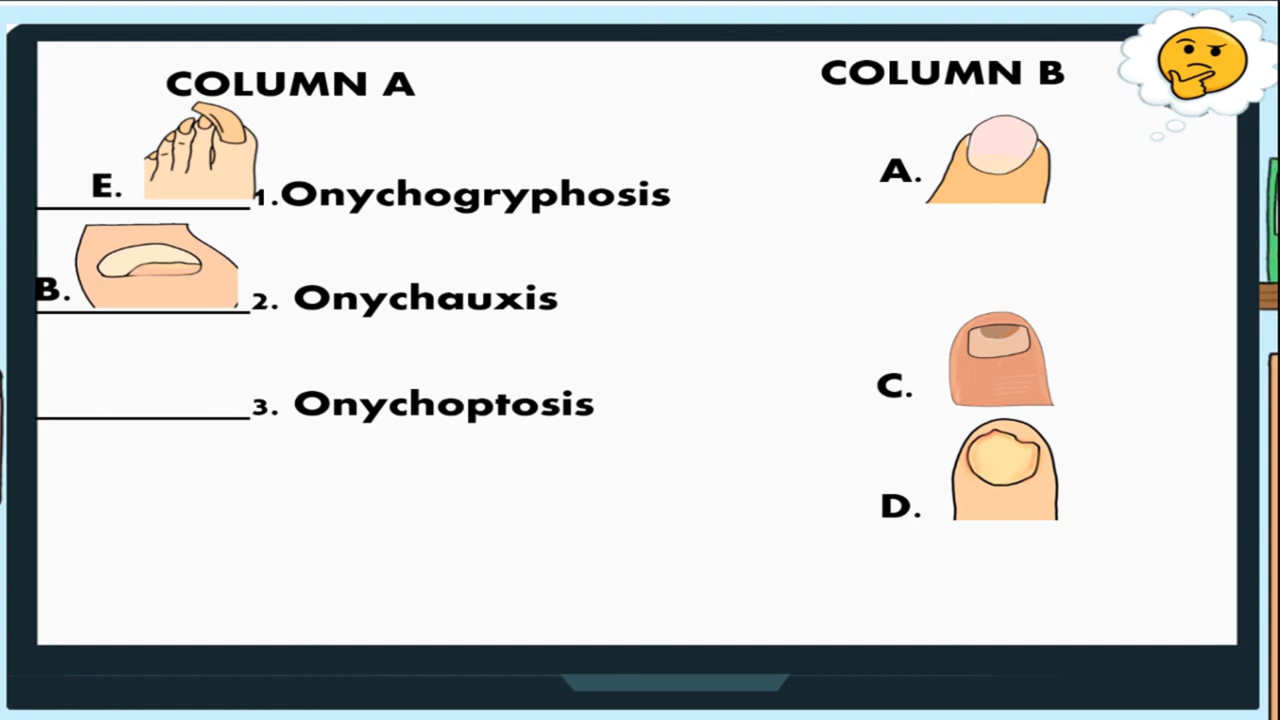 COLUMN A
COLUMN B
A.
E.
1.Onychogryphosis
B.
2. Onychauxis
C.
3. Onychoptosis
D.